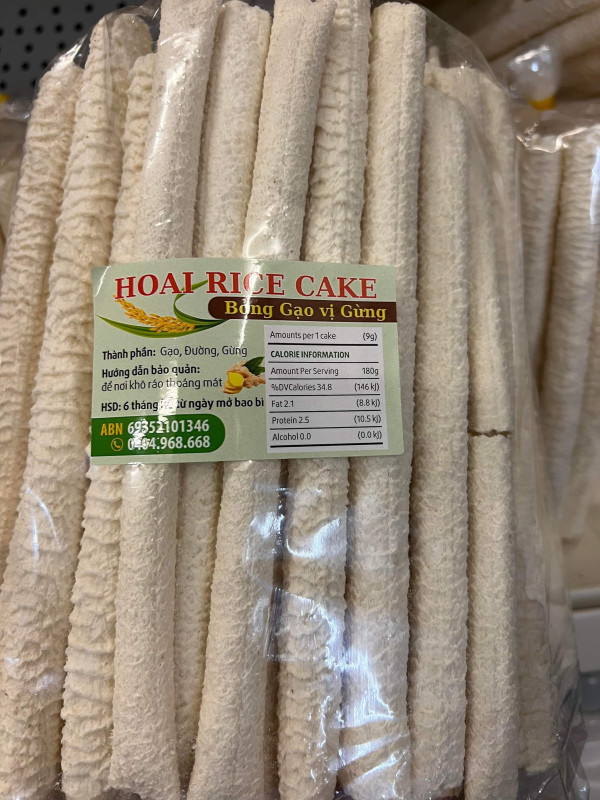 HOAI RICE CAKE
Bỏng Gạo vị Gừng
Thành phần: Gạo, Đường, Gừng
Hướng dẫn bảo quản:
để nơi khô ráo thoáng mát
HSD: 6 tháng từ ngày mở bao bì
ABN 69352101346
968.668
Amounts per 1 cake (9g)
CALORIE INFORMATION
Amount Per Serving 180g
%DVCalories 34.8 (146 kJ)
Fat 2.1 (8.8 kJ)
Protein 2.5 (10.5 kJ)
Alcohol 0.0 (0.0 kJ)